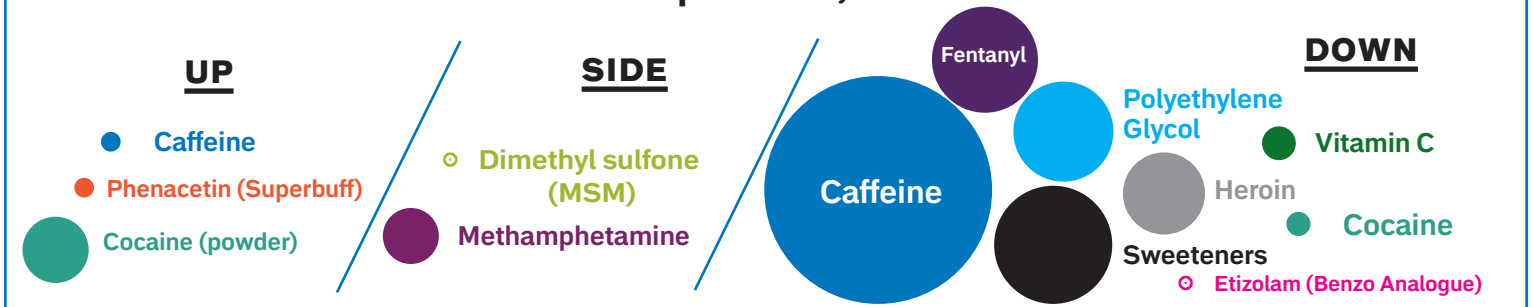 UP
Caffeine
Phenacetin (Superbuff)
Cocaine (powder)
SIDE
Dimethyl sulfone
(MSM)
Methamphetamine
DOWN
Fentanyl
Polyethylene
Glycol
Vitamin C
Caffeine
Heroin
Cocaine
Sweeteners
Etizolam (Benzo Analogue)